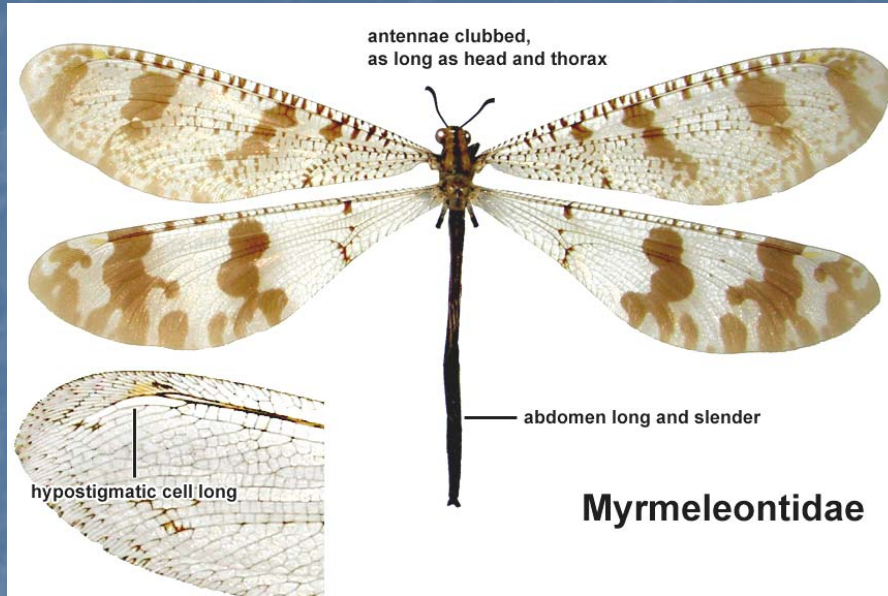 antennae clubbed,
as long as head and thorax
abdomen long and slender
hypostigmatic cell long
Myrmeleontidae